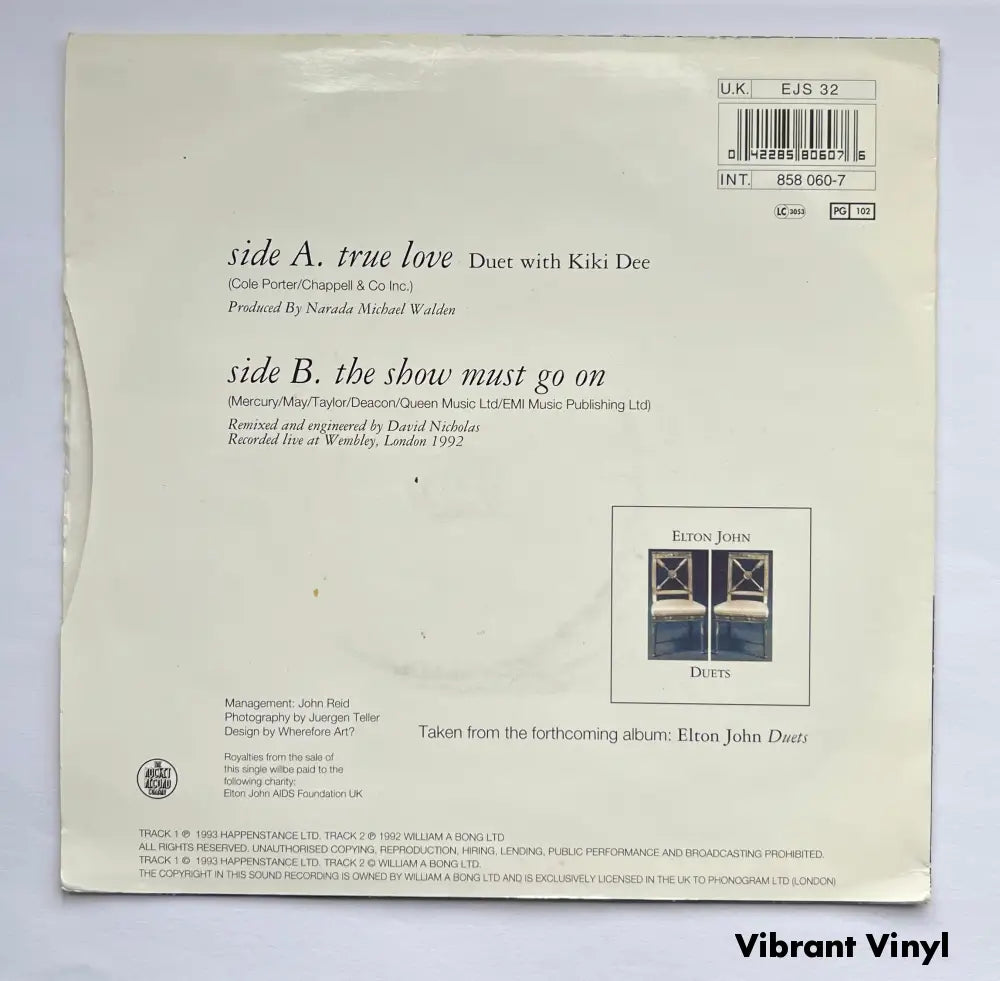 U.K. EJS 32
0 42285 80607 6
INT. 858 060-7
LC 3053 PG 102
side A. true love Duet with Kiki Dee
(Cole Porter/Chappell & Co Inc.)
Produced By Narada Michael Walden
side B. the show must go on
(Mercury/May/Taylor/Deacon/Queen Music Ltd/EMI Music Publishing Ltd)
Remixed and engineered by David Nicholas
Recorded live at Wembley, London 1992
ELTON JOHN
DUETS
Management: John Reid
Photography by Juergen Teller
Design by Wherefore Art?
Taken from the forthcoming album: Elton John Duets
Royalties from the sale of
this single willbe paid to the
following charity:
Elton John AIDS Foundation UK
THE
ROCKET
RECORD
COMPANY
TRACK 1 ℗ 1993 HAPPENSTANCE LTD. TRACK 2 ℗ 1992 WILLIAM A BONG LTD
ALL RIGHTS RESERVED. UNAUTHORISED COPYING, REPRODUCTION, HIRING, LENDING, PUBLIC PERFORMANCE AND BROADCASTING PROHIBITED.
TRACK 1 © 1993 HAPPENSTANCE LTD. TRACK 2 © WILLIAM A BONG LTD.
THE COPYRIGHT IN THIS SOUND RECORDING IS OWNED BY WILLIAM A BONG LTD AND IS EXCLUSIVELY LICENSED IN THE UK TO PHONOGRAM LTD (LONDON)
Vibrant Vinyl